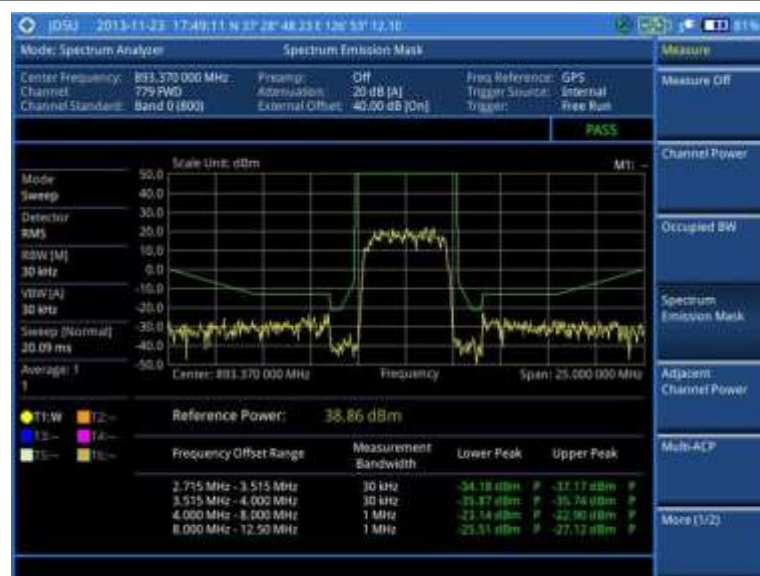 JDSU 2013-11-23 17:49:11 N 37° 28' 48.23 E 126° 53' 12.10 81%
Mode: Spectrum Analyzer Spectrum Emission Mask Measure
Center Frequency: 893.370 000 MHz Preamp: Off Freq Reference: GPS
Channel: 779 FWD Attenuation: 20 dB [A] Trigger Source: Internal
Channel Standard: Band 0 (800) External Offset: 40.00 dB [On] Trigger: Free Run
Measure Off
PASS
Channel Power
Scale Unit: dBm M1: --
Mode
Sweep
Detector
RMS
RBW [M]
30 kHz
VBW [A]
30 kHz
Sweep [Normal]
20.09 ms
Average: 1
1
50.0
40.0
30.0
20.0
10.0
0.0
-10.0
-20.0
-30.0
-40.0
-50.0
Center: 893.370 000 MHz Frequency Span: 25.000 000 MHz
Occupied BW
Spectrum
Emission Mask
Adjacent
Channel Power
Multi-ACP
More (1/2)
T1:W T2:--
T3:-- T4:--
T5:-- T6:--
Reference Power: 38.86 dBm
Frequency Offset Range Measurement Bandwidth Lower Peak Upper Peak
2.715 MHz - 3.515 MHz 30 kHz -34.18 dBm P -37.17 dBm P
3.515 MHz - 4.000 MHz 30 kHz -35.87 dBm P -35.74 dBm P
4.000 MHz - 8.000 MHz 1 MHz -23.14 dBm P -22.90 dBm P
8.000 MHz - 12.50 MHz 1 MHz -25.51 dBm P -27.12 dBm P